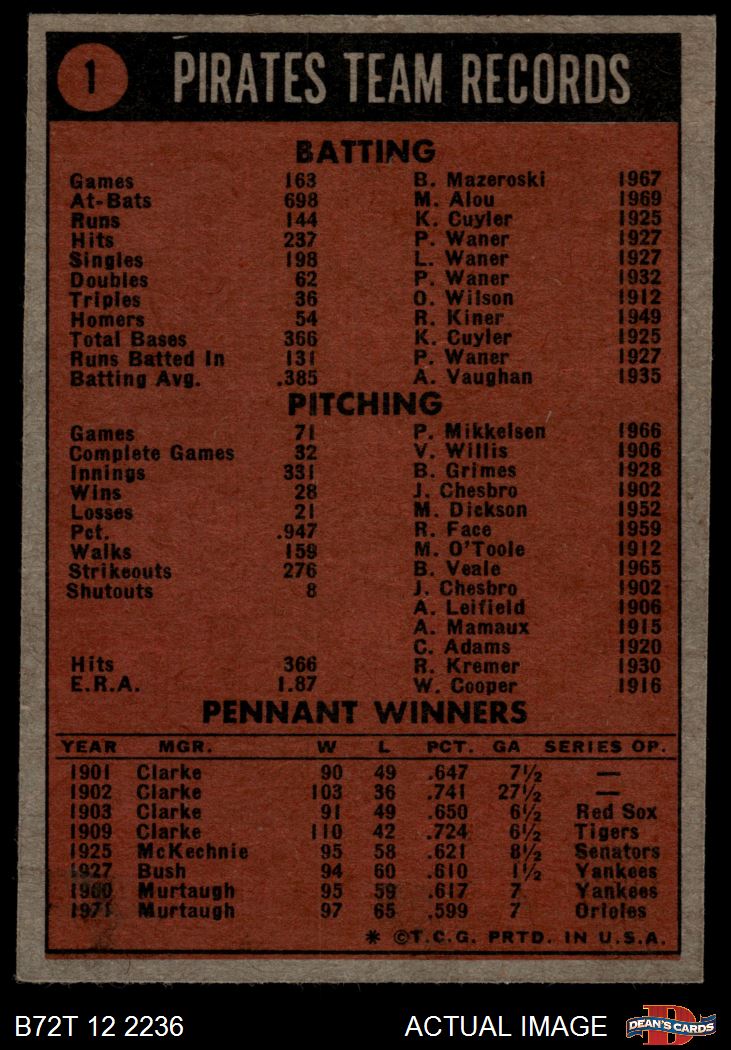 1 PIRATES TEAM RECORDS
BATTING
Games 163 B. Mazeroski 1967
At-Bats 698 M. Alou 1969
Runs 144 K. Cuyler 1925
Hits 237 P. Waner 1927
Singles 198 L. Waner 1927
Doubles 62 P. Waner 1932
Triples 36 O. Wilson 1912
Homers 54 R. Kiner 1949
Total Bases 366 K. Cuyler 1925
Runs Batted In 131 P. Waner 1927
Batting Avg. .385 A. Vaughan 1935
PITCHING
Games 71 P. Mikkelsen 1966
Complete Games 32 V. Willis 1906
Innings 331 B. Grimes 1928
Wins 28 J. Chesbro 1902
Losses 21 M. Dickson 1952
Pct. .947 R. Face 1959
Walks 159 M. O'Toole 1912
Strikeouts 276 B. Veale 1965
Shutouts 8 J. Chesbro 1902
A. Leifield 1906
A. Mamaux 1915
C. Adams 1920
Hits 366 R. Kremer 1930
E.R.A. 1.87 W. Cooper 1916
PENNANT WINNERS
YEAR MGR. W L PCT. GA SERIES OP.
1901 Clarke 90 49 .647 7½ —
1902 Clarke 103 36 .741 27½ —
1903 Clarke 91 49 .650 6½ Red Sox
1909 Clarke 110 42 .724 6½ Tigers
1925 McKechnie 95 58 .621 8½ Senators
1927 Bush 94 60 .610 1½ Yankees
1960 Murtaugh 95 59 .617 7 Yankees
1971 Murtaugh 97 65 .599 7 Orioles
* ©T.C.G. PRTD. IN U.S.A.
B72T 12 2236 ACTUAL IMAGE DEAN'S CARDS